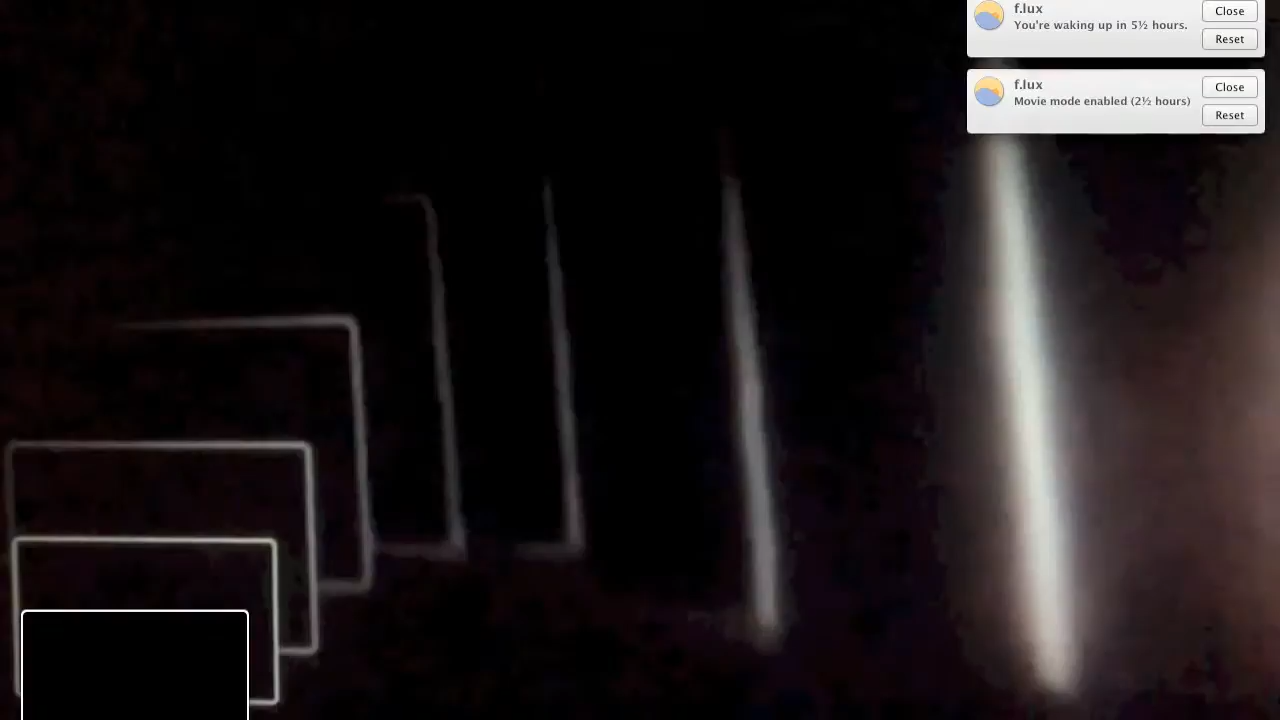 f.lux
You're waking up in 5½ hours.
Close
Reset
f.lux
Movie mode enabled (2½ hours)
Close
Reset